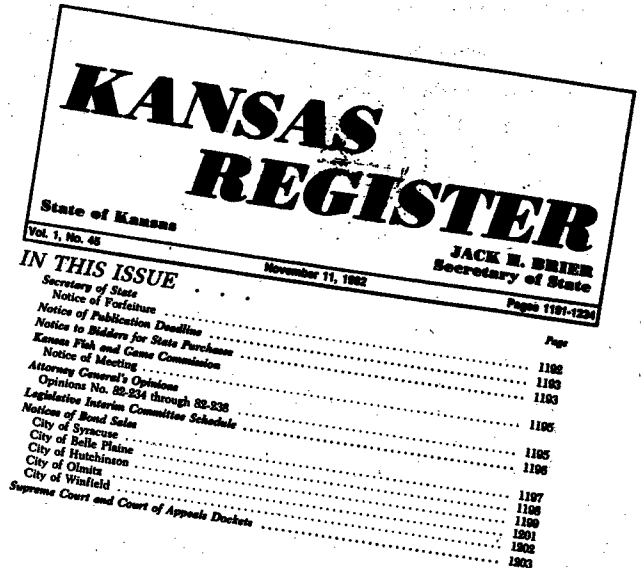 KANSAS
REGISTER
State of Kansas
JACK H. BRIER
Secretary of State
Vol. 1, No. 45 November 11, 1982 Pages 1191-1234
IN THIS ISSUE . . .
Page
Secretary of State
Notice of Forfeiture ........ 1192
Notice of Publication Deadline ........ 1193
Notice to Bidders for State Purchases ........ 1193
Kansas Fish and Game Commission
Notice of Meeting ........ 1195
Attorney General's Opinions
Opinions No. 82-234 through 82-238 ........ 1195
Legislative Interim Committee Schedule ........ 1196
Notices of Bond Sales
City of Syracuse ........ 1197
City of Belle Plaine ........ 1198
City of Hutchinson ........ 1199
City of Olmitz ........ 1201
City of Winfield ........ 1202
Supreme Court and Court of Appeals Dockets ........ 1203